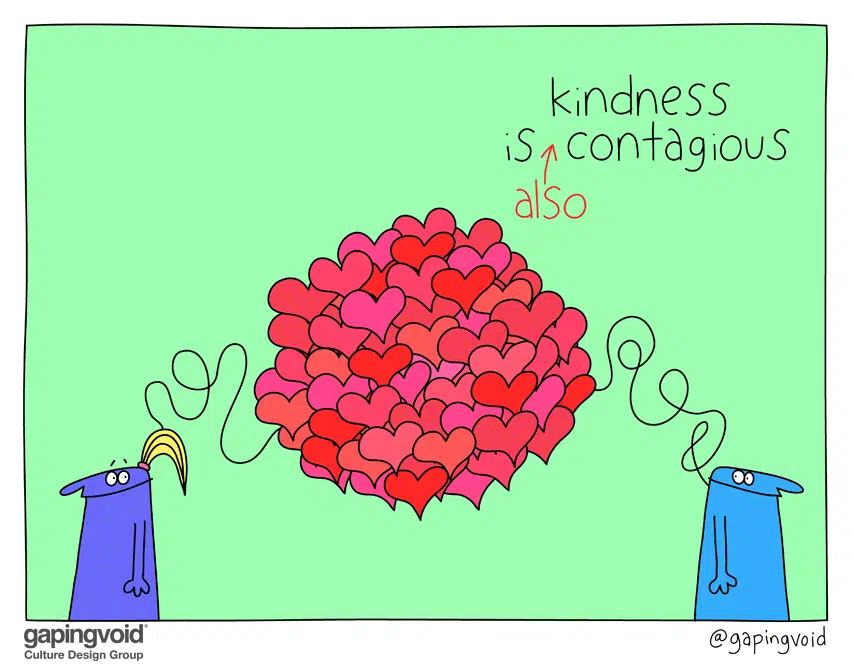 kindness
is contagious
also
gapingvoid®
Culture Design Group
@gapingvoid